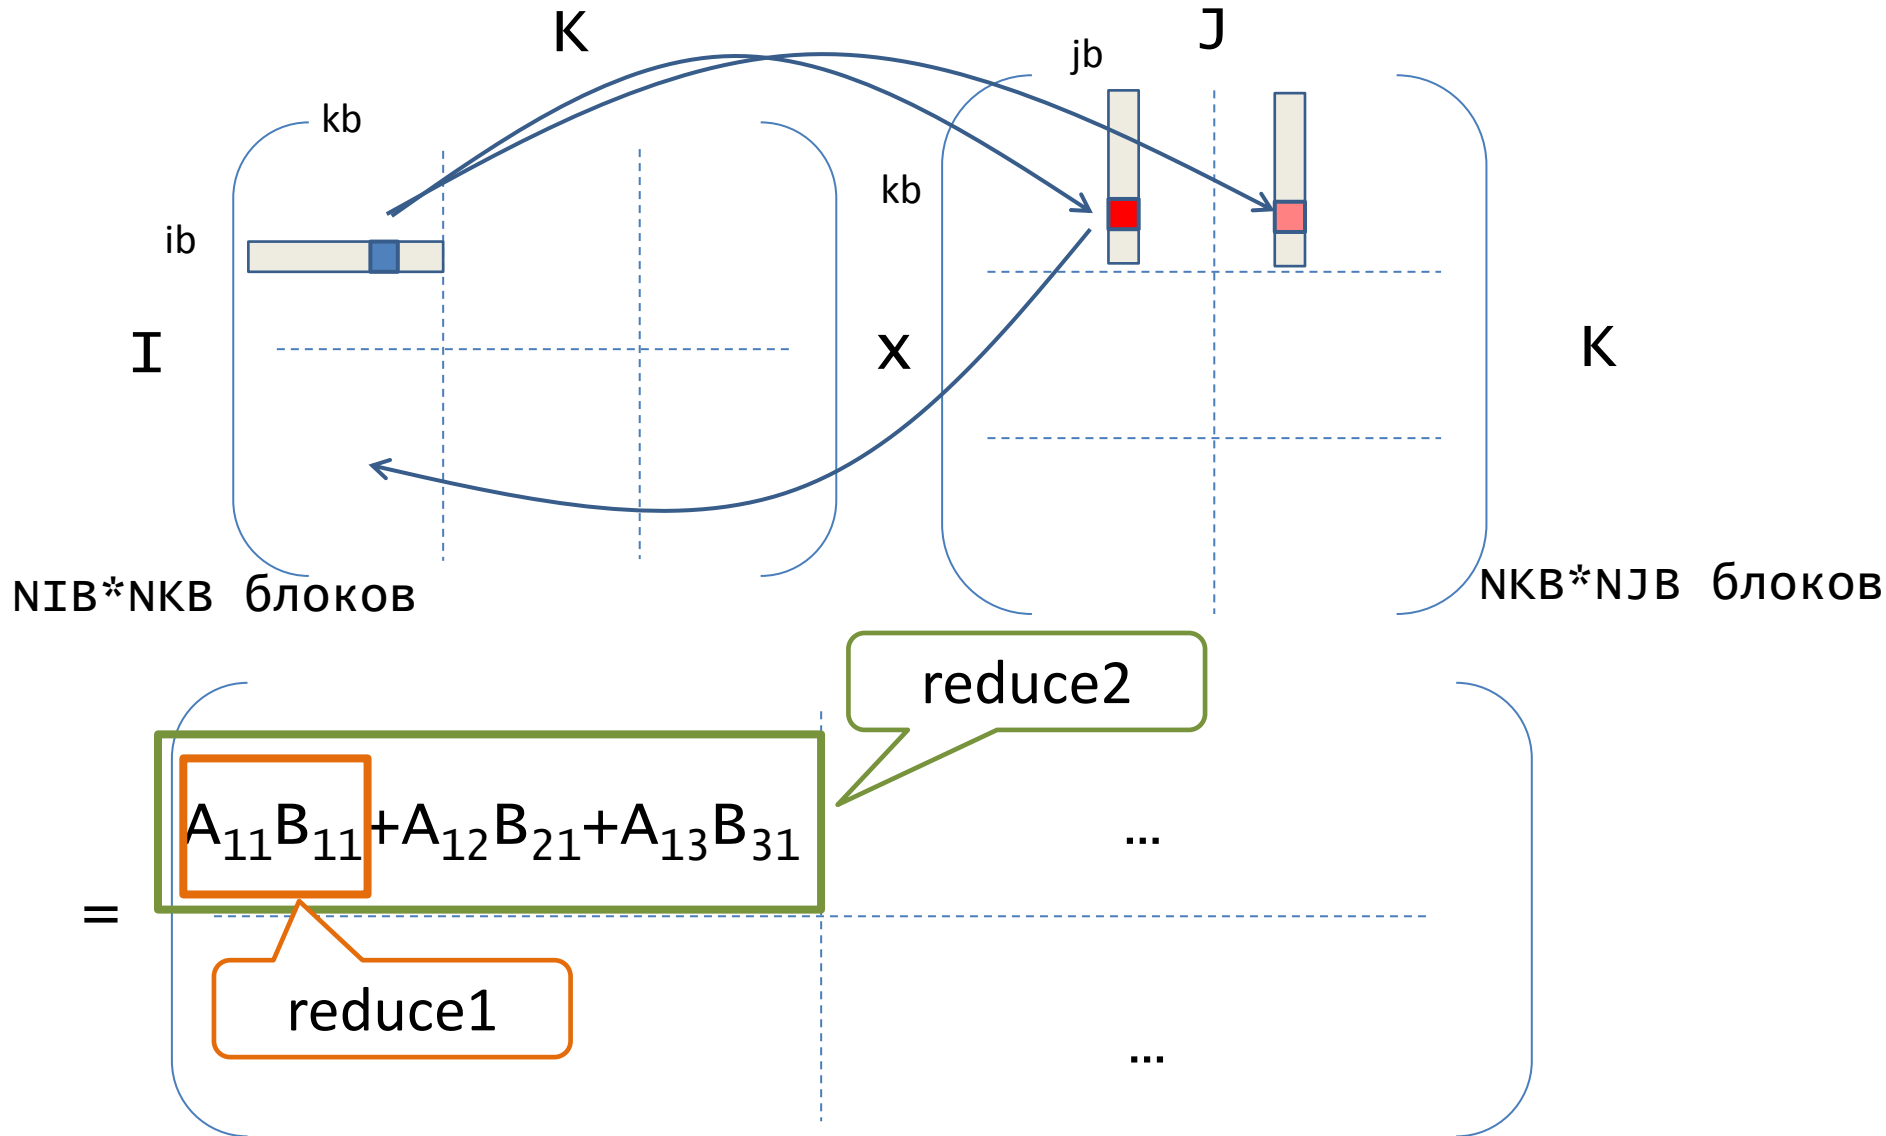 K
J
jb
kb
kb
ib
I
x
K
NIB*NKB блоков
NKB*NJB блоков
reduce2
A₁₁B₁₁+A₁₂B₂₁+A₁₃B₃₁
…
=
reduce1
…